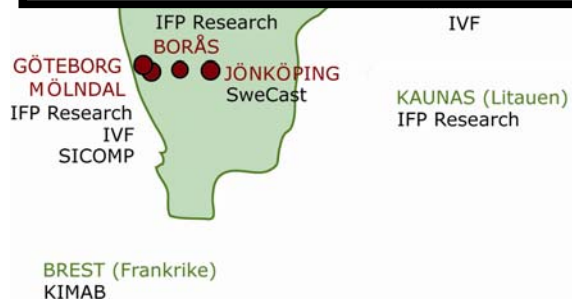 IFP Research
BORÅS
IVF
GÖTEBORG
MÖLNDAL
IFP Research
IVF
SICOMP
JÖNKÖPING
SweCast
KAUNAS (Litauen)
IFP Research
BREST (Frankrike)
KIMAB